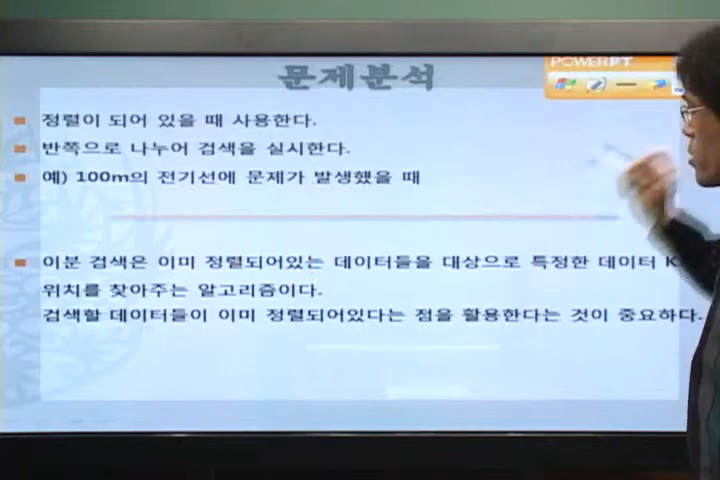 문제분석
POWERPT
정렬이 되어 있을 때 사용한다.
반쪽으로 나누어 검색을 실시한다.
예) 100m의 전기선에 문제가 발생했을 때
이분 검색은 이미 정렬되어있는 데이터들을 대상으로 특정한 데이터 K
위치를 찾아주는 알고리즘이다.
검색할 데이터들이 이미 정렬되어있다는 점을 활용한다는 것이 중요하다.